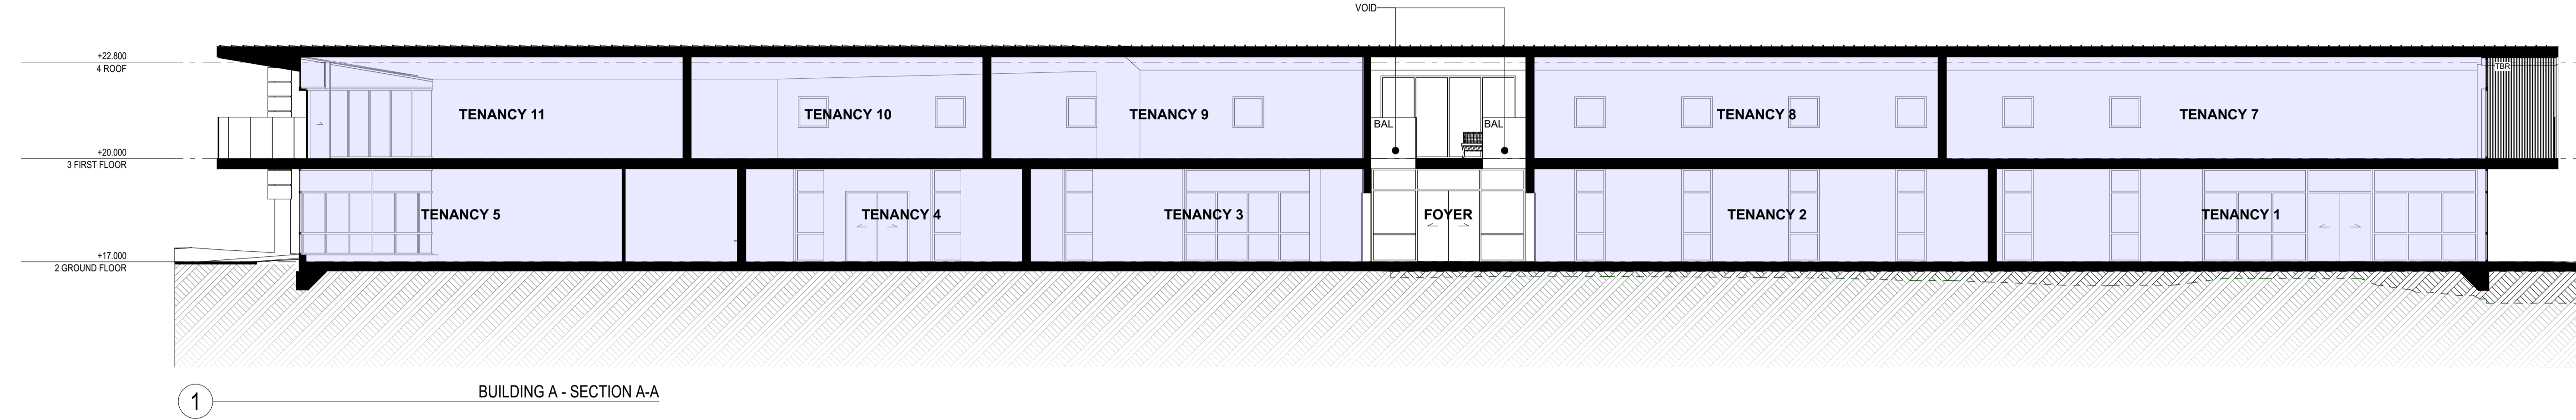 VOID
+22.800
4 ROOF
TBR
TENANCY 11
TENANCY 10
TENANCY 9
TENANCY 8
TENANCY 7
BAL
BAL
+20.000
3 FIRST FLOOR
TENANCY 5
TENANCY 4
TENANCY 3
FOYER
TENANCY 2
TENANCY 1
+17.000
2 GROUND FLOOR
1
BUILDING A - SECTION A-A